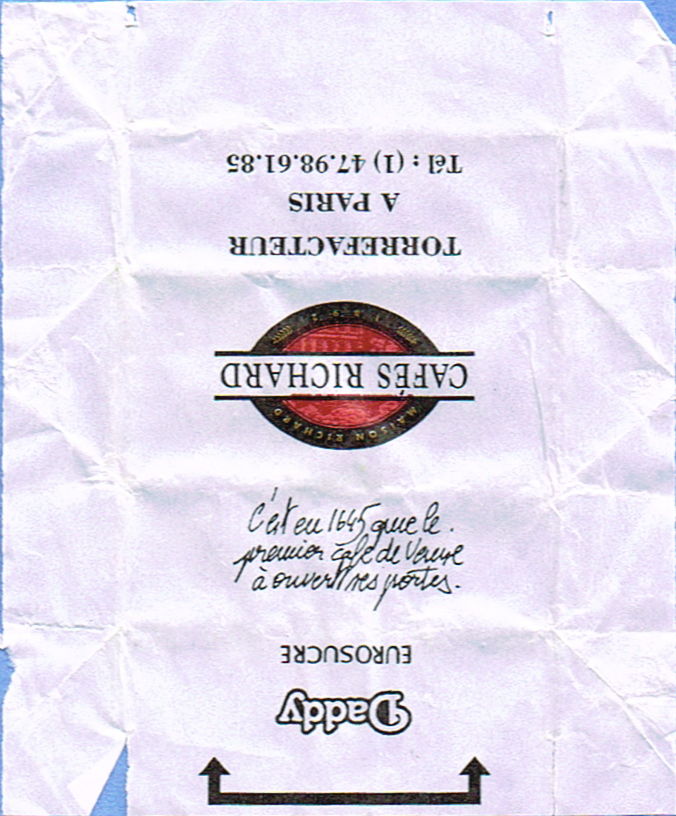 Daddy
EUROSUCRE
C'est en 1645 que le.
premier café de Venise
à ouvert ses portes.
MAISON RICHARD
CAFÉS RICHARD
1892
TORREFACTEUR
A PARIS
Tél : (1) 47.98.61.85